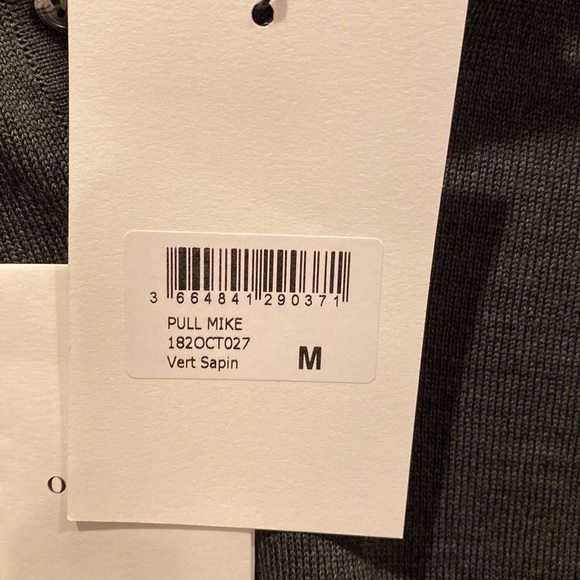 3 664841 290371
PULL MIKE
182OCT027
Vert Sapin
M
O